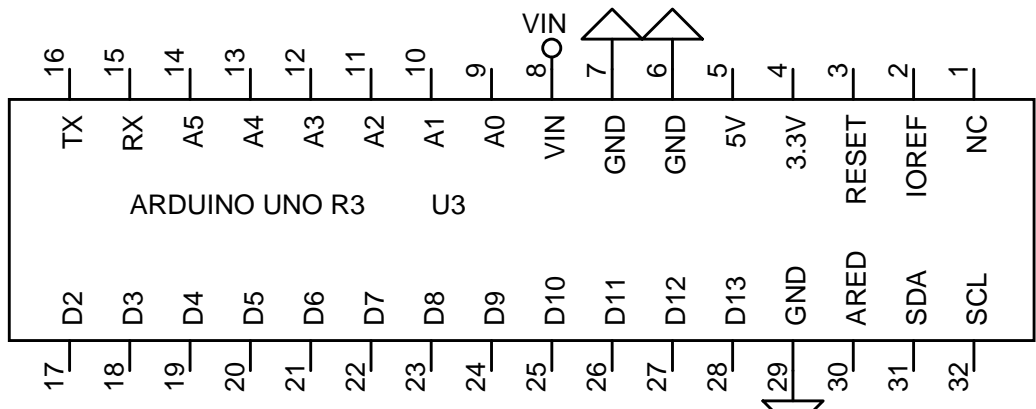 VIN
16 15 14 13 12 11 10 9 8 7 6 5 4 3 2 1
TX RX A5 A4 A3 A2 A1 A0 VIN GND GND 5V 3.3V RESET IOREF NC
ARDUINO UNO R3 U3
D2 D3 D4 D5 D6 D7 D8 D9 D10 D11 D12 D13 GND ARED SDA SCL
17 18 19 20 21 22 23 24 25 26 27 28 29 30 31 32